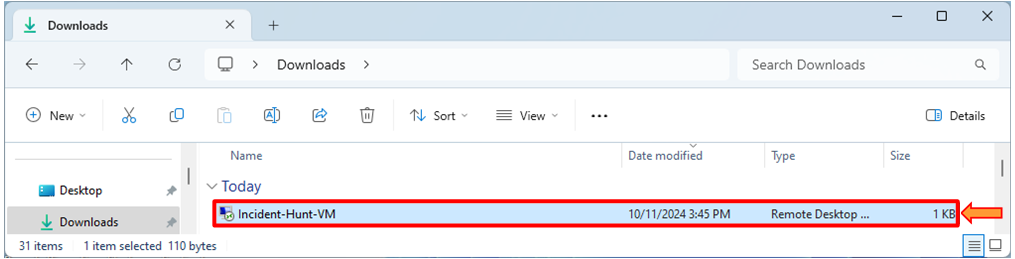 Downloads
Downloads
Search Downloads
New
Sort
View
Details
Name Date modified Type Size
Today
Desktop
Incident-Hunt-VM 10/11/2024 3:45 PM Remote Desktop ... 1 KB
Downloads
31 items 1 item selected 110 bytes